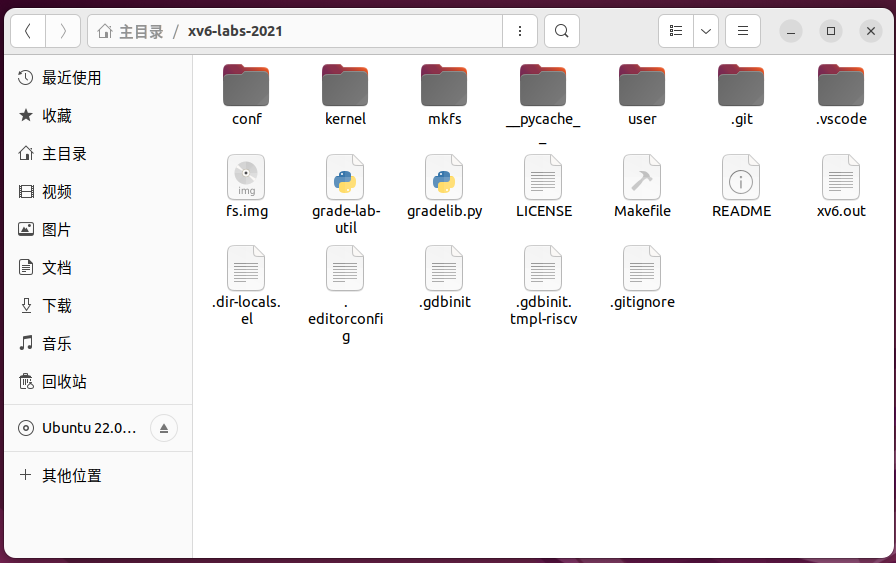 主目录 / xv6-labs-2021
最近使用
收藏
主目录
视频
图片
文档
下载
音乐
回收站
Ubuntu 22.0…
其他位置
conf
kernel
mkfs
__pycache_
_
user
.git
.vscode
img
fs.img
grade-lab-
util
gradelib.py
LICENSE
Makefile
README
xv6.out
.dir-locals.
el
.
editorconfi
g
.gdbinit
.gdbinit.
tmpl-riscv
.gitignore